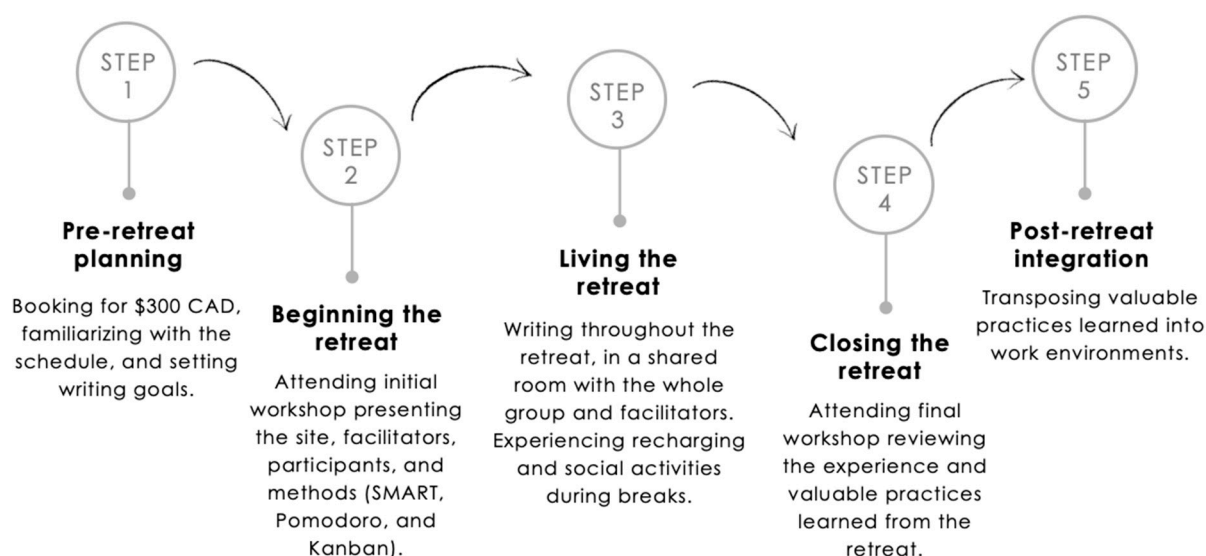 STEP
1
Pre-retreat
planning
Booking for $300 CAD,
familiarizing with the
schedule, and setting
writing goals.
STEP
2
Beginning the
retreat
Attending initial
workshop presenting
the site, facilitators,
participants, and
methods (SMART,
Pomodoro, and
Kanban).
STEP
3
Living the
retreat
Writing throughout the
retreat, in a shared
room with the whole
group and facilitators.
Experiencing recharging
and social activities
during breaks.
STEP
4
Closing the
retreat
Attending final
workshop reviewing
the experience and
valuable practices
learned from the
retreat.
STEP
5
Post-retreat
integration
Transposing valuable
practices learned into
work environments.